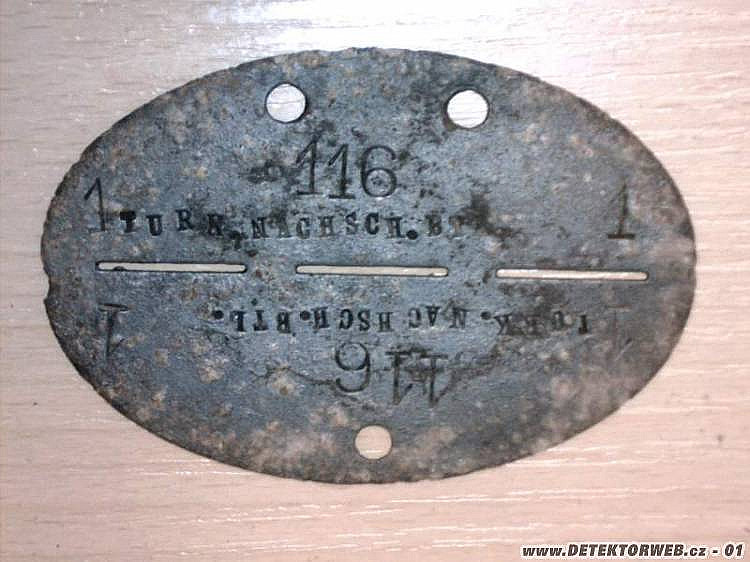 116
1 TURK. NACHSCH. BTL. 1
1 TURK. NACHSCH. BTL. 1
116
www.DETEKTORWEB.cz - 01